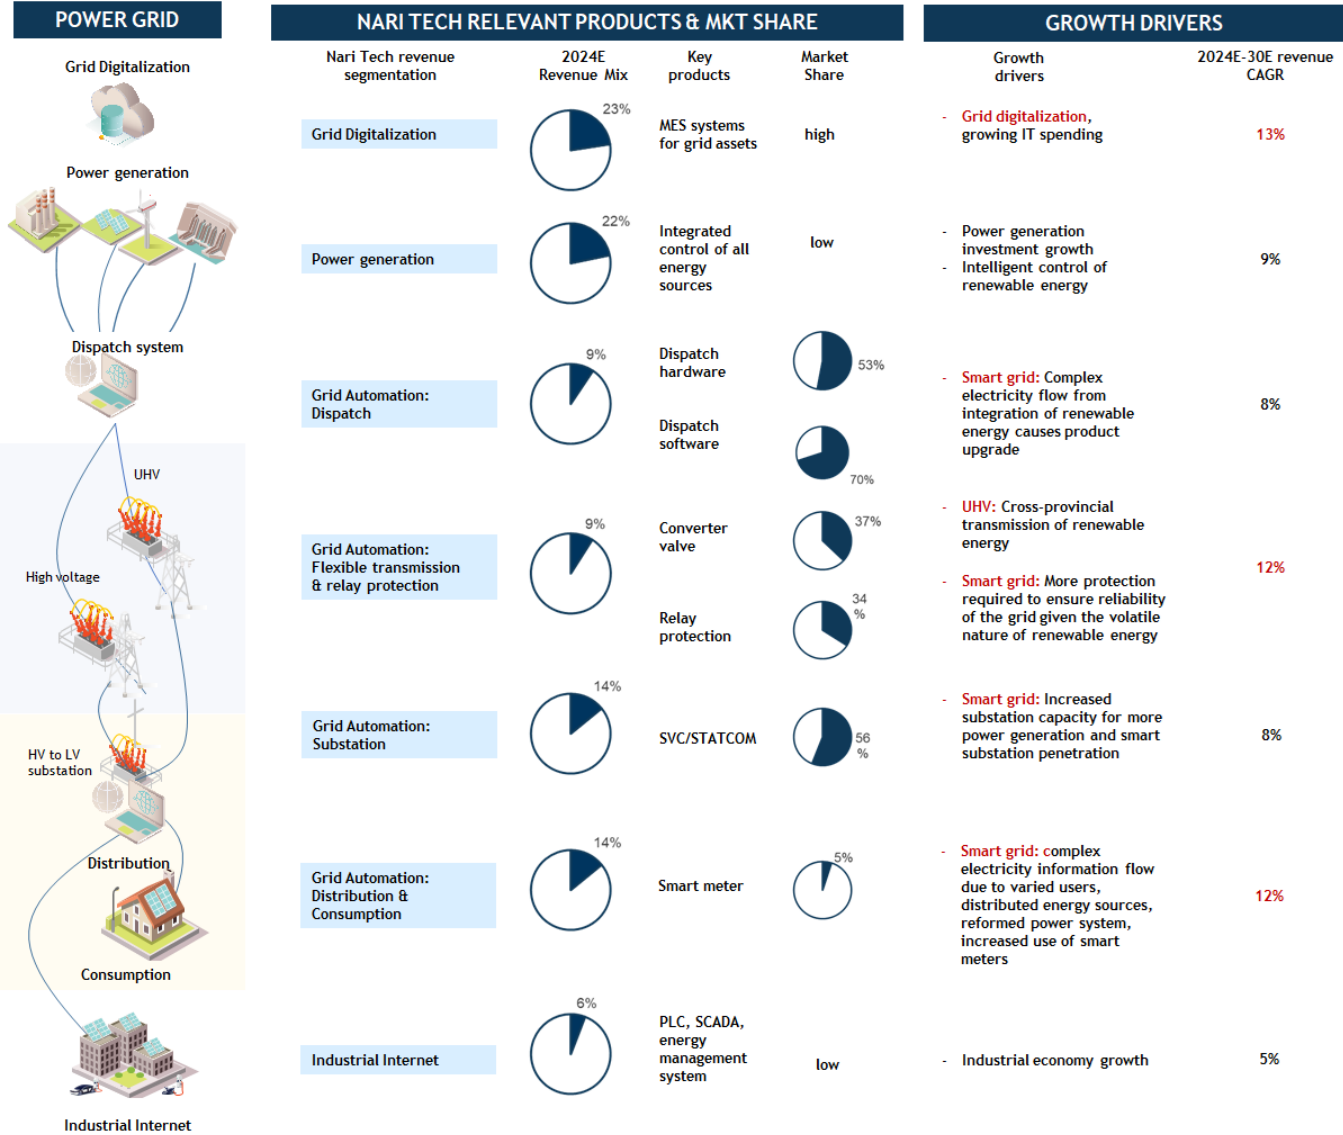 POWER GRID
NARI TECH RELEVANT PRODUCTS & MKT SHARE
GROWTH DRIVERS
Nari Tech revenue
segmentation
2024E
Revenue Mix
Key
products
Market
Share
Growth
drivers
2024E-30E revenue
CAGR
Grid Digitalization
Power generation
Dispatch system
UHV
High voltage
HV to LV
substation
Distribution
Consumption
Industrial Internet
Grid Digitalization
23%
MES systems
for grid assets
high
- Grid digitalization,
growing IT spending
13%
Power generation
22%
Integrated
control of all
energy
sources
low
- Power generation
investment growth
- Intelligent control of
renewable energy
9%
Grid Automation:
Dispatch
9%
Dispatch
hardware
53%
Dispatch
software
70%
- Smart grid: Complex
electricity flow from
integration of renewable
energy causes product
upgrade
8%
Grid Automation:
Flexible transmission
& relay protection
9%
Converter
valve
37%
Relay
protection
34
%
- UHV: Cross-provincial
transmission of renewable
energy
- Smart grid: More protection
required to ensure reliability
of the grid given the volatile
nature of renewable energy
12%
Grid Automation:
Substation
14%
SVC/STATCOM
56
%
- Smart grid: Increased
substation capacity for more
power generation and smart
substation penetration
8%
Grid Automation:
Distribution &
Consumption
14%
Smart meter
5%
- Smart grid: complex
electricity information flow
due to varied users,
distributed energy sources,
reformed power system,
increased use of smart
meters
12%
Industrial Internet
6%
PLC, SCADA,
energy
management
system
low
- Industrial economy growth
5%